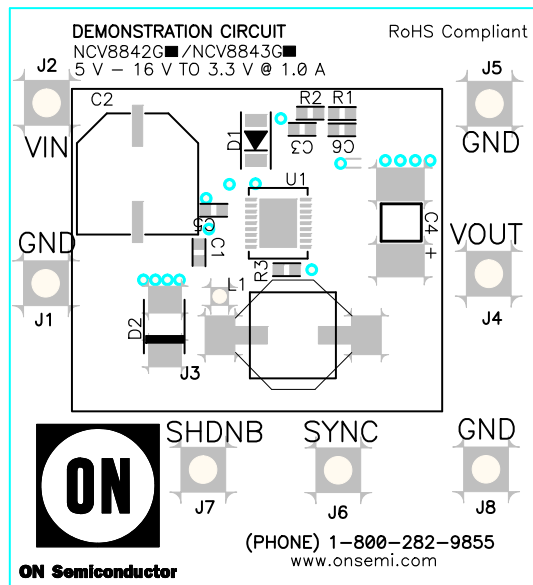 DEMONSTRATION CIRCUIT
RoHS Compliant
NCV8842G■/NCV8843G■
5 V - 16 V TO 3.3 V @ 1.0 A
J2
J5
C2
R2 R1
VIN
D1
C3 C6
GND
U1
C5
C4
+
GND
C1
VOUT
R3
L1
J1
D2
J4
J3
SHDNB
SYNC
GND
ON
J7
J6
J8
(PHONE) 1-800-282-9855
www.onsemi.com
ON Semiconductor